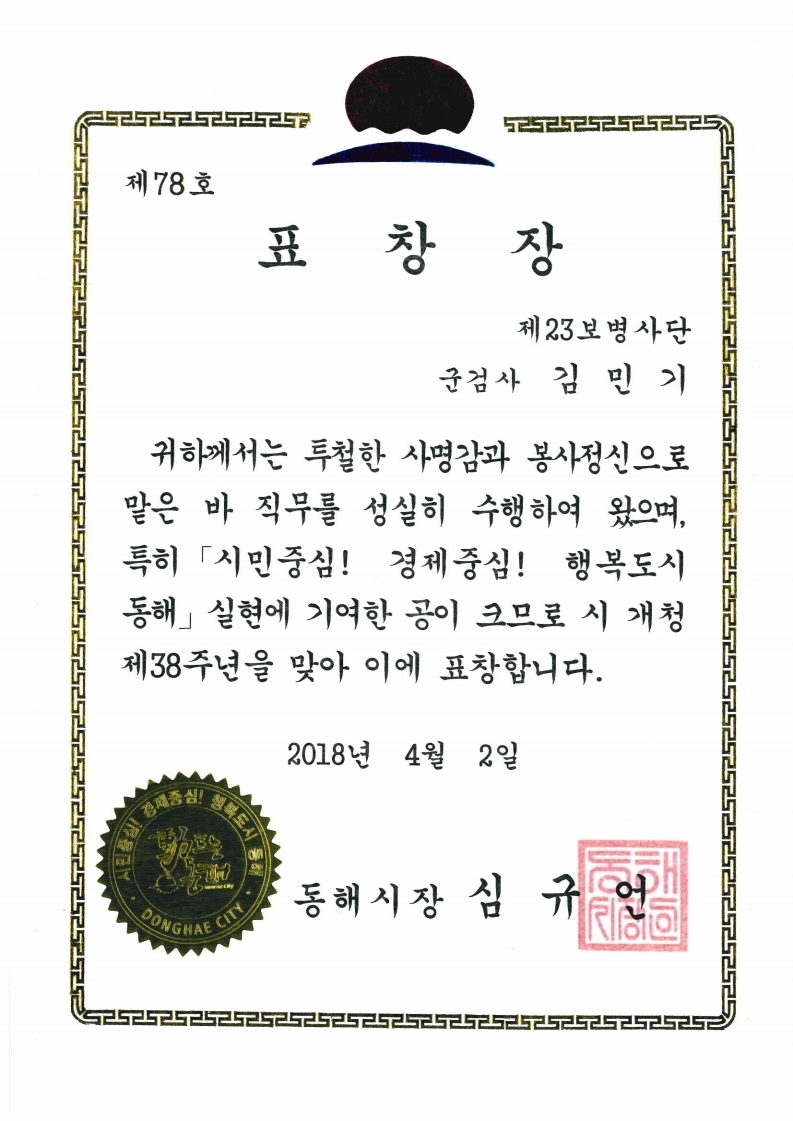 제78호
표 창 장
제23보병사단
군검사 김 민 기
귀하께서는 투철한 사명감과 봉사정신으로
맡은 바 직무를 성실히 수행하여 왔으며,
특히 「시민중심! 경제중심! 행복도시
동해」 실현에 기여한 공이 크므로 시 개청
제38주년을 맞아 이에 표창합니다.
2018년 4월 2일
시민중심! 경제중심! 행복도시 동해
Sunrise City
DONGHAE CITY
동해시장 심 규 언